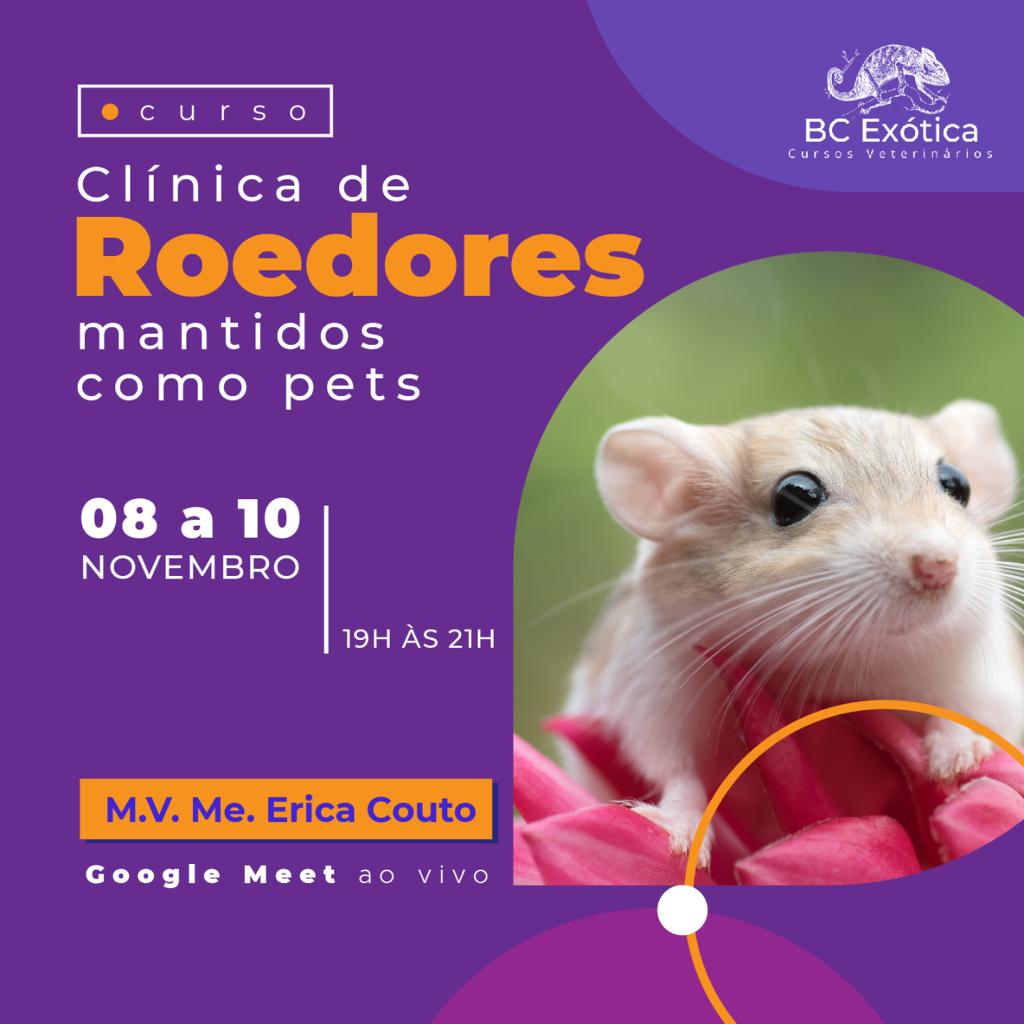 curso
Clínica de
Roedores
mantidos
como pets
08 a 10
NOVEMBRO
19H ÀS 21H
M.V. Me. Erica Couto
Google Meet ao vivo
BC Exótica
Cursos Veterinários